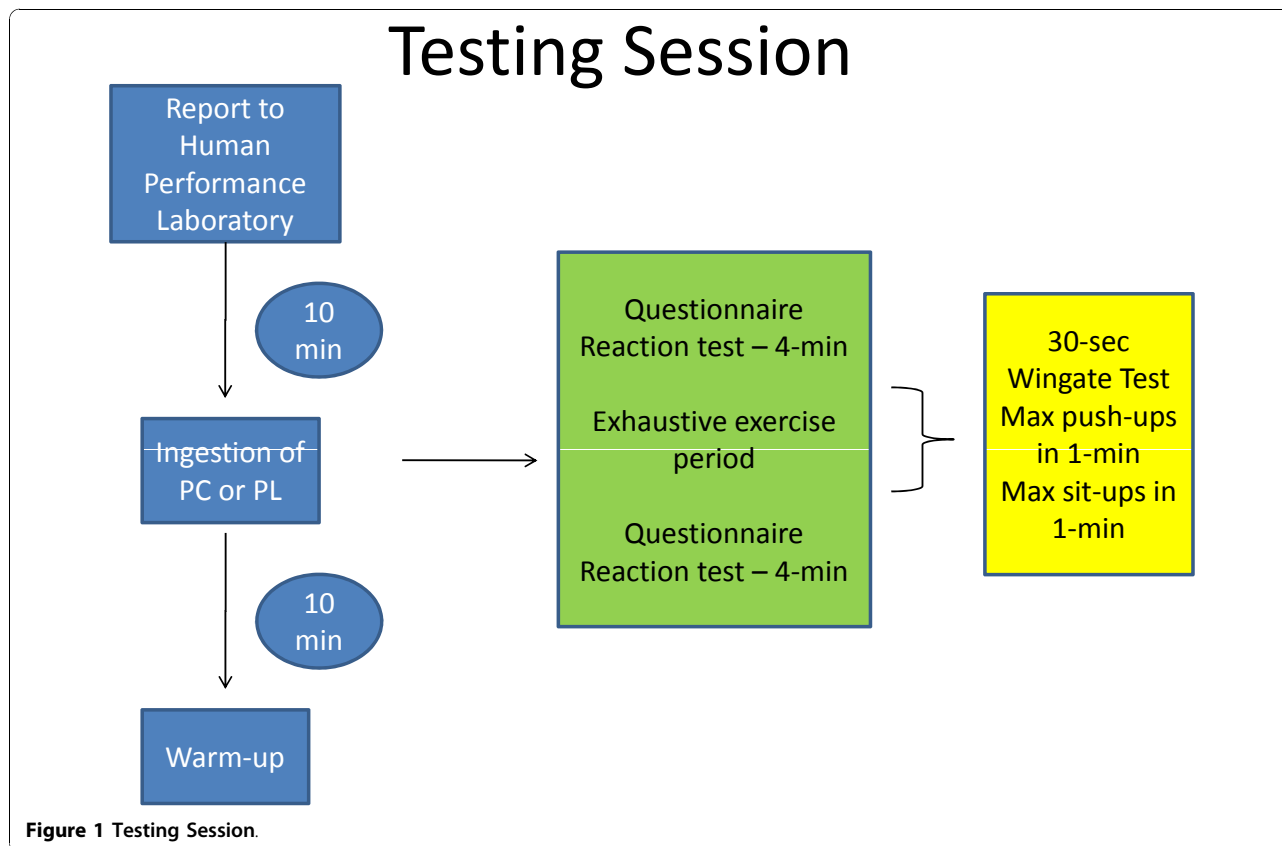 Testing Session
Report to
Human
Performance
Laboratory
10
min
Ingestion of
PC or PL
10
min
Warm-up
Questionnaire
Reaction test – 4-min
Exhaustive exercise
period
Questionnaire
Reaction test – 4-min
30-sec
Wingate Test
Max push-ups
in 1-min
Max sit-ups in
1-min
Figure 1 Testing Session.